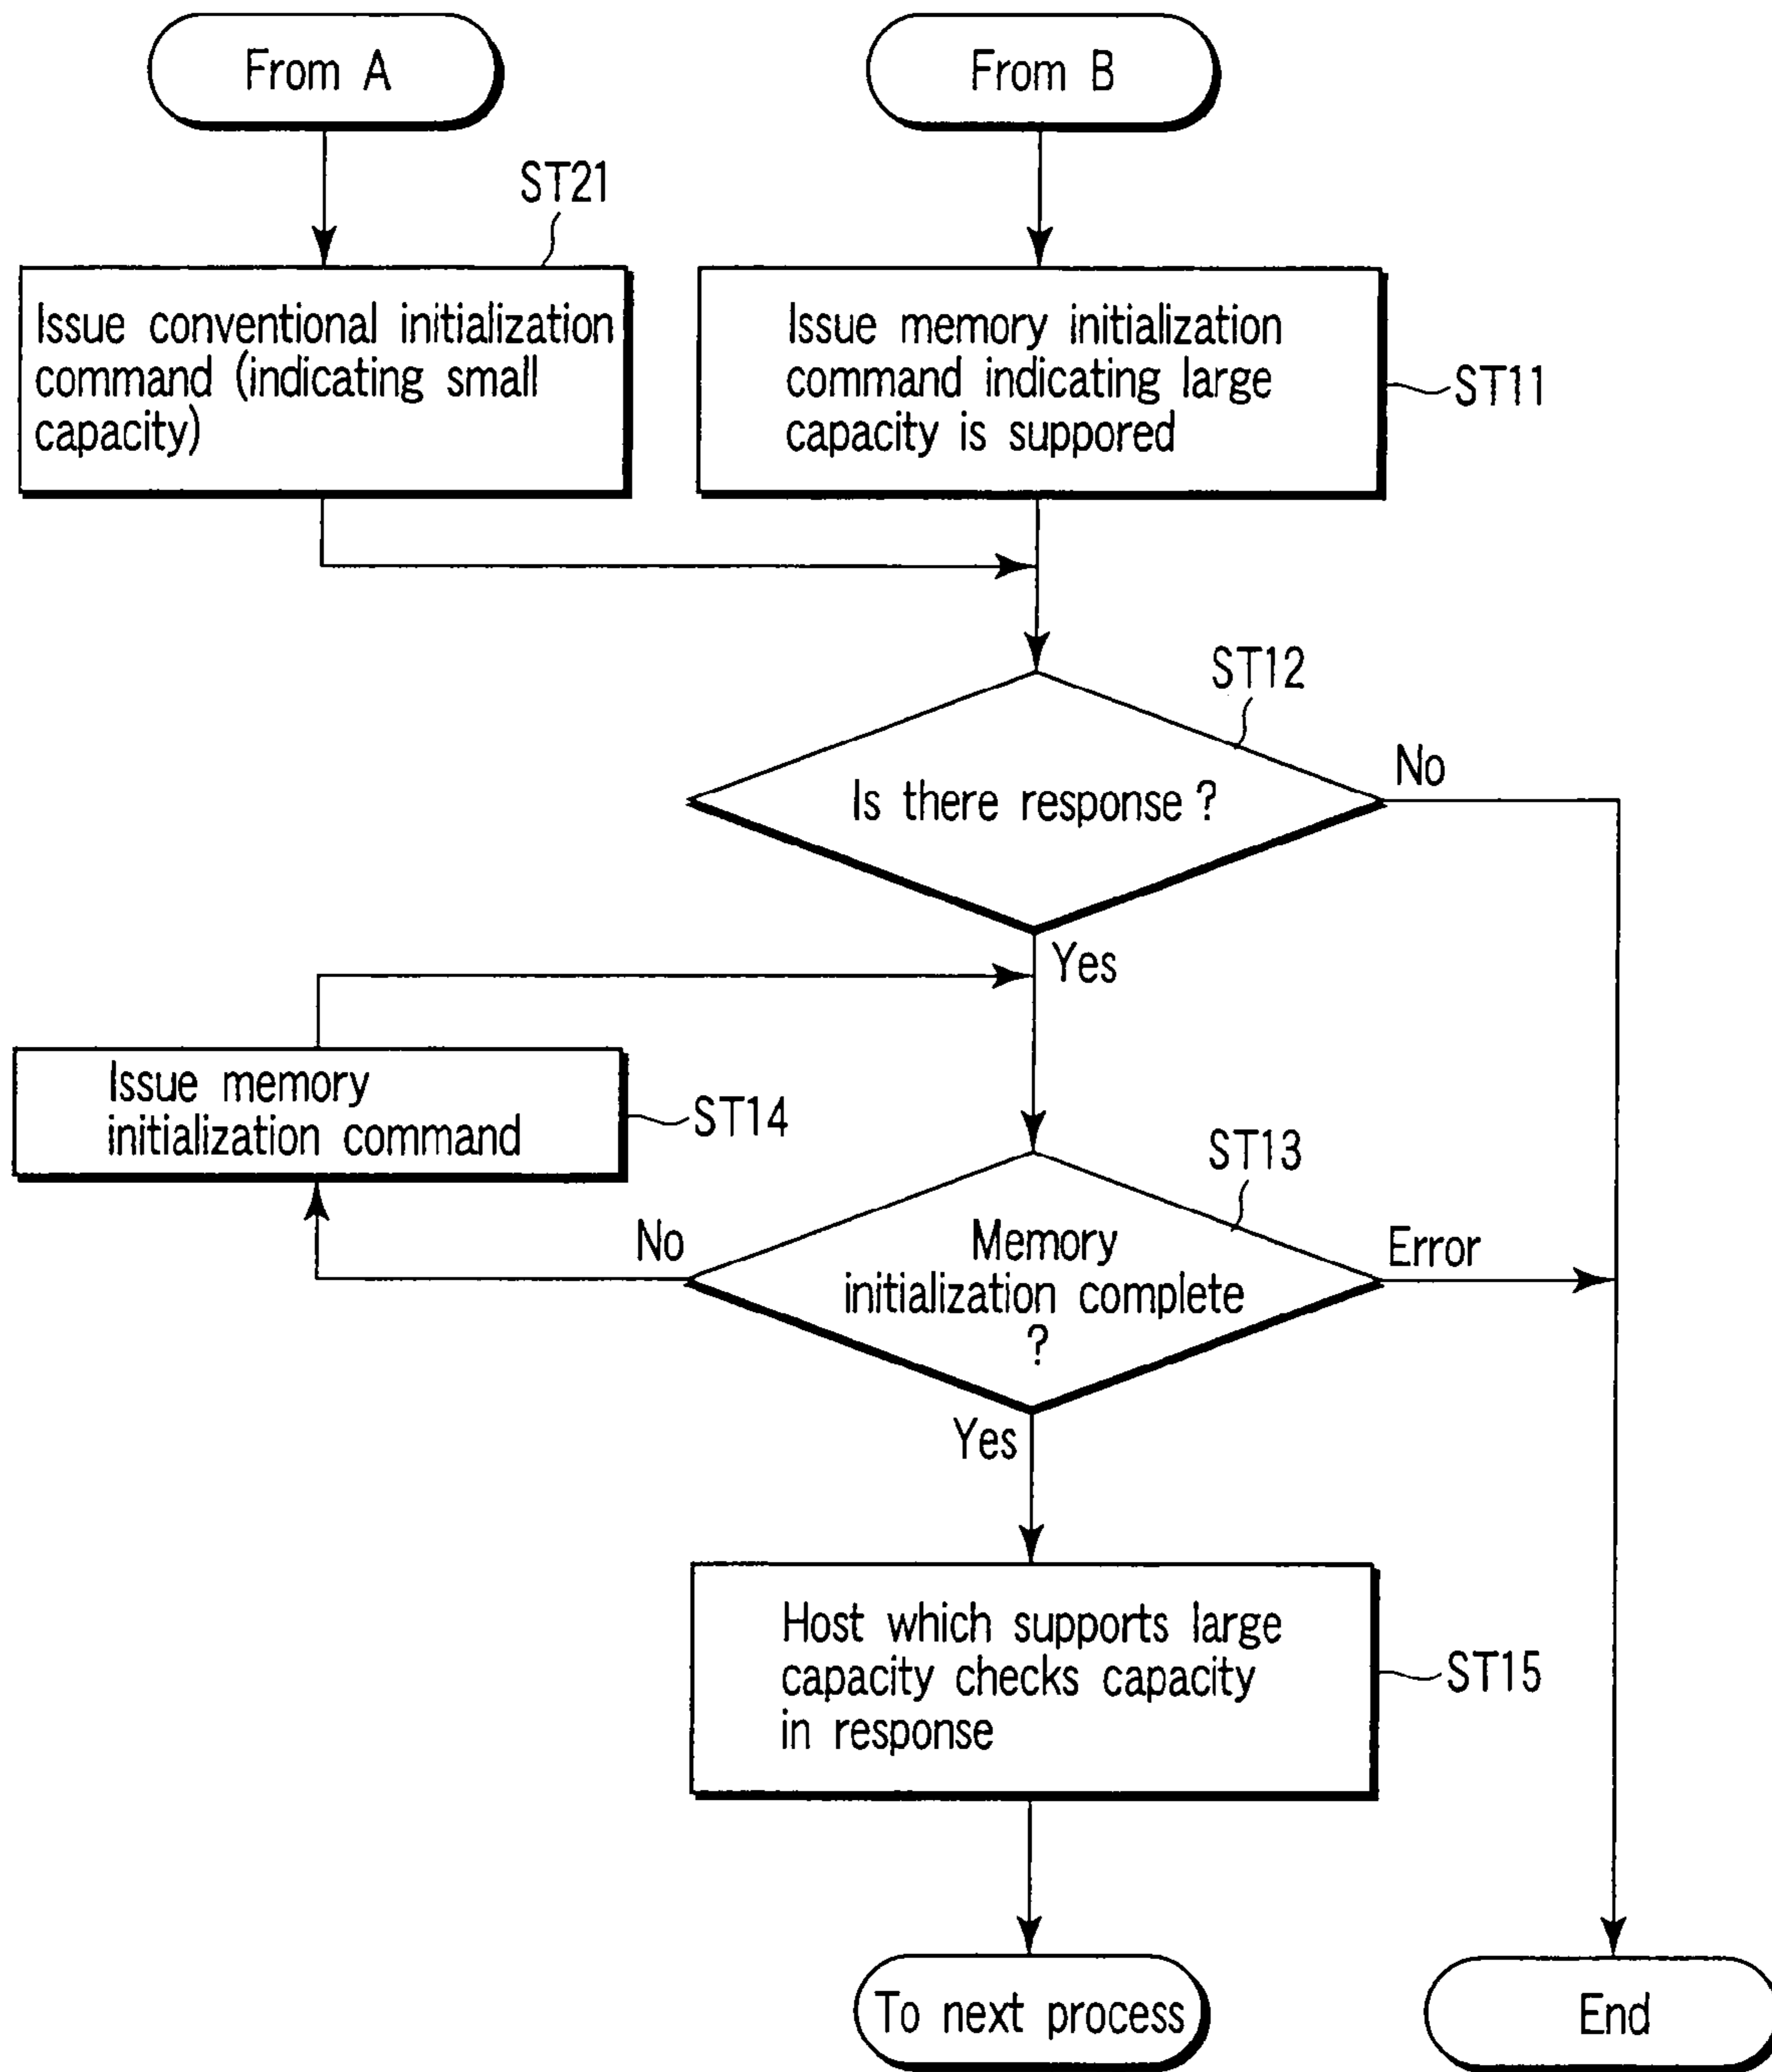 From A
From B
ST21
Issue conventional initialization
command (indicating small
capacity)
Issue memory initialization
command indicating large
capacity is suppored
ST11
ST12
Is there response ?
No
Yes
Issue memory
initialization command
ST14
ST13
No
Memory
initialization complete
?
Error
Yes
Host which supports large
capacity checks capacity
in response
ST15
To next process
End